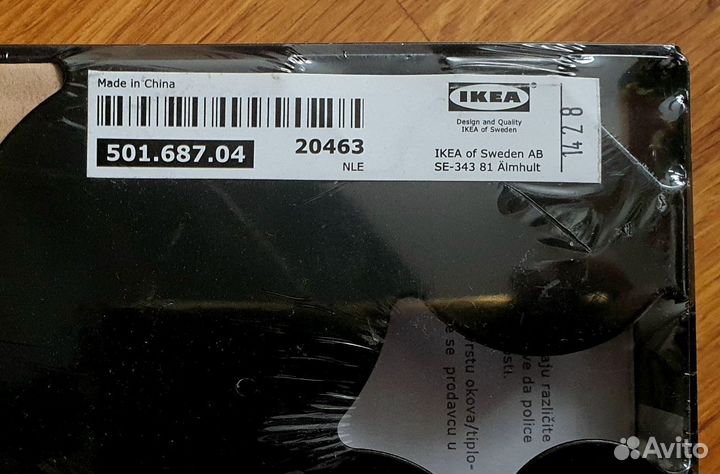 Made in China
501.687.04
20463
NLE
IKEA
®
Design and Quality
IKEA of Sweden
IKEA of Sweden AB
SE-343 81 Älmhult
1428
aju različite
ve da police
sti.
rstu okova/tiplo-
e se prodavcu u
Avito